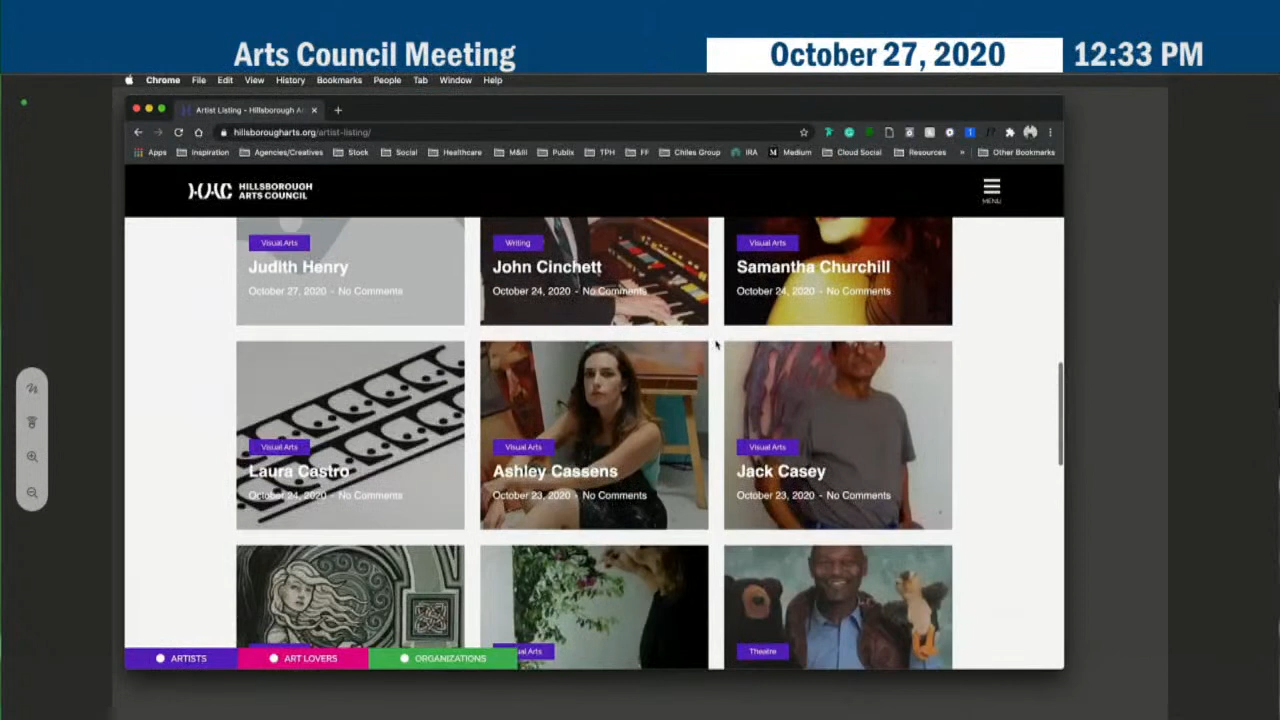 Arts Council Meeting
October 27, 2020
12:33 PM
Chrome File Edit View History Bookmarks People Tab Window Help
Artist Listing - Hillsborough Ar
hillsborougharts.org/artist-listing/
Apps Inspiration Agencies/Creatives Stock Social Healthcare M&III Publix TPH FF Chiles Group IRA Medium Cloud Social Resources » Other Bookmarks
HAC HILLSBOROUGH
ARTS COUNCIL
MENU
Visual Arts
Judith Henry
October 27, 2020 - No Comments
Writing
John Cinchett
October 24, 2020 - No Comments
Visual Arts
Samantha Churchill
October 24, 2020 - No Comments
Visual Arts
Laura Castro
October 24, 2020 - No Comments
Visual Arts
Ashley Cassens
October 23, 2020 - No Comments
Visual Arts
Jack Casey
October 23, 2020 - No Comments
ual Arts
Theatre
ARTISTS
ART LOVERS
ORGANIZATIONS